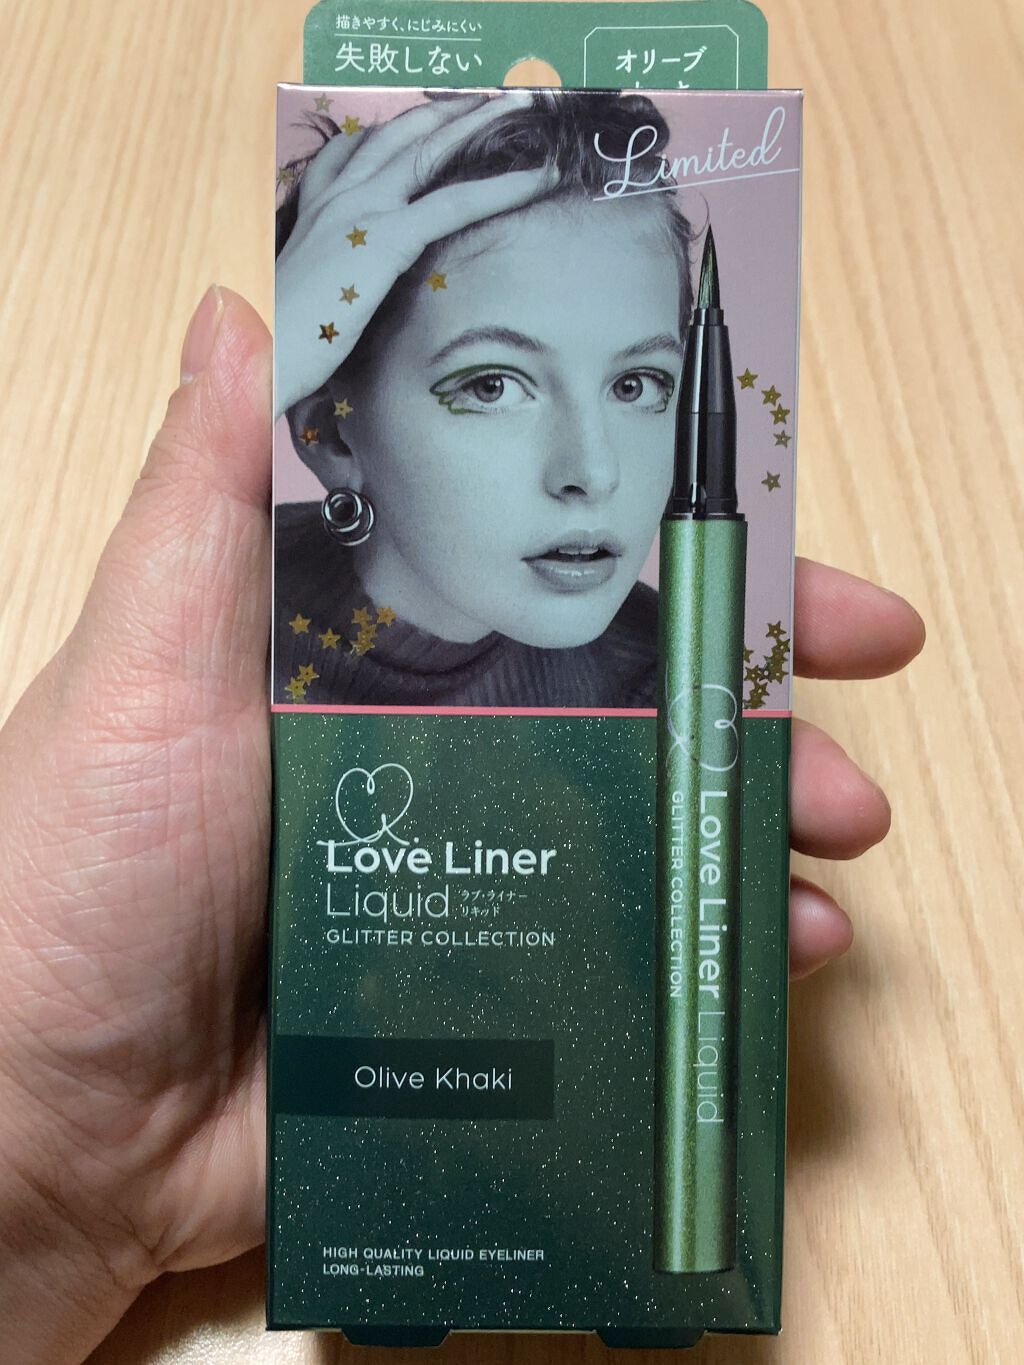 描きやすく、にじみにくい
失敗しない
オリーブ
Limited
Love Liner
Liquid ラブ・ライナー
リキッド
GLITTER COLLECTION
Olive Khaki
HIGH QUALITY LIQUID EYELINER
LONG-LASTING
Love Liner Liquid
GLITTER COLLECTION